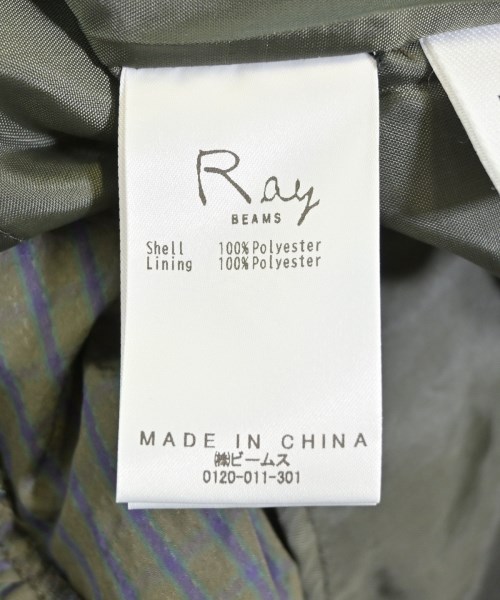 Ray
BEAMS
Shell 100% Polyester
Lining 100% Polyester
MADE IN CHINA
㈱ビームス
0120-011-301